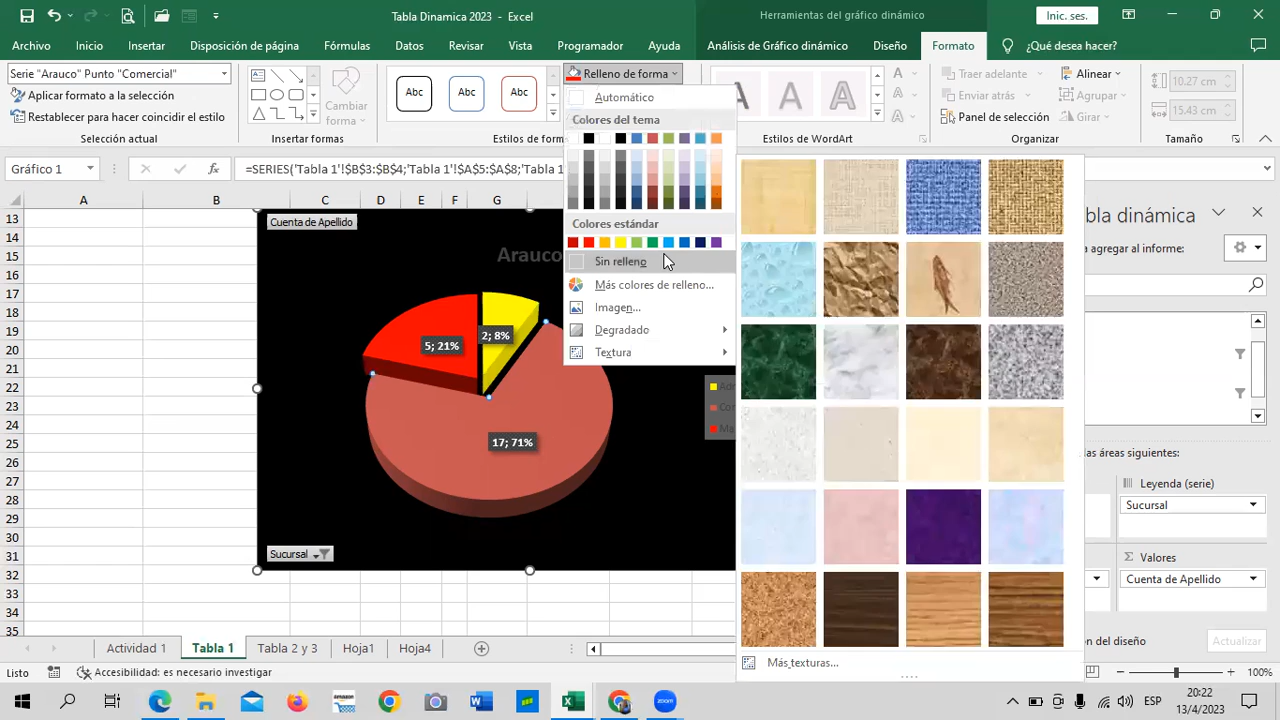 Tabla Dinamica 2023 - Excel
Herramientas del gráfico dinámico
Inic. ses.
Archivo Inicio Insertar Disposición de página Fórmulas Datos Revisar Vista Programador Ayuda Análisis de Gráfico dinámico Diseño Formato ¿Qué desea hacer?
Serie "Arauco" Punto "Comercial"
Aplicar formato a la selección
Restablecer para hacer coincidir el estilo
Cambiar
forma
Abc Abc Abc
Relleno de forma
Traer adelante
Enviar atrás
Panel de selección
Alinear
Agrupar
Girar
10.27 cm
15.43 cm
Insertar formas
Estilos de WordArt
Organizar
Tamaño
Gráfico 1
=SERIES('Tabla 1'!$B$3:$B$4;'Tabla 1'!$A$5:$A$8;'Tabla 1
Automático
Colores del tema
Colores estándar
Sin relleno
Más colores de relleno...
Imagen...
Degradado
Textura
Más texturas...
A B C D E F G
13
14
15
16
17
18
19
20
21
22
23
24
25
26
27
28
29
30
31
32
33
34
35
Cuenta de Apellido
Arauco
5; 21%
2; 8%
17; 71%
Sucursal
bla dinámica
a agregar al informe:
as áreas siguientes:
Leyenda (serie)
Sucursal
Σ Valores
Cuenta de Apellido
n del diseño
Actualizar
Actividad 1 Tabla 1 Tabla 2 y 3 Hoja1 Hoja4
Listo
Accesibilidad: es necesario investigar
100%
ESP
20:22
13/4/2023